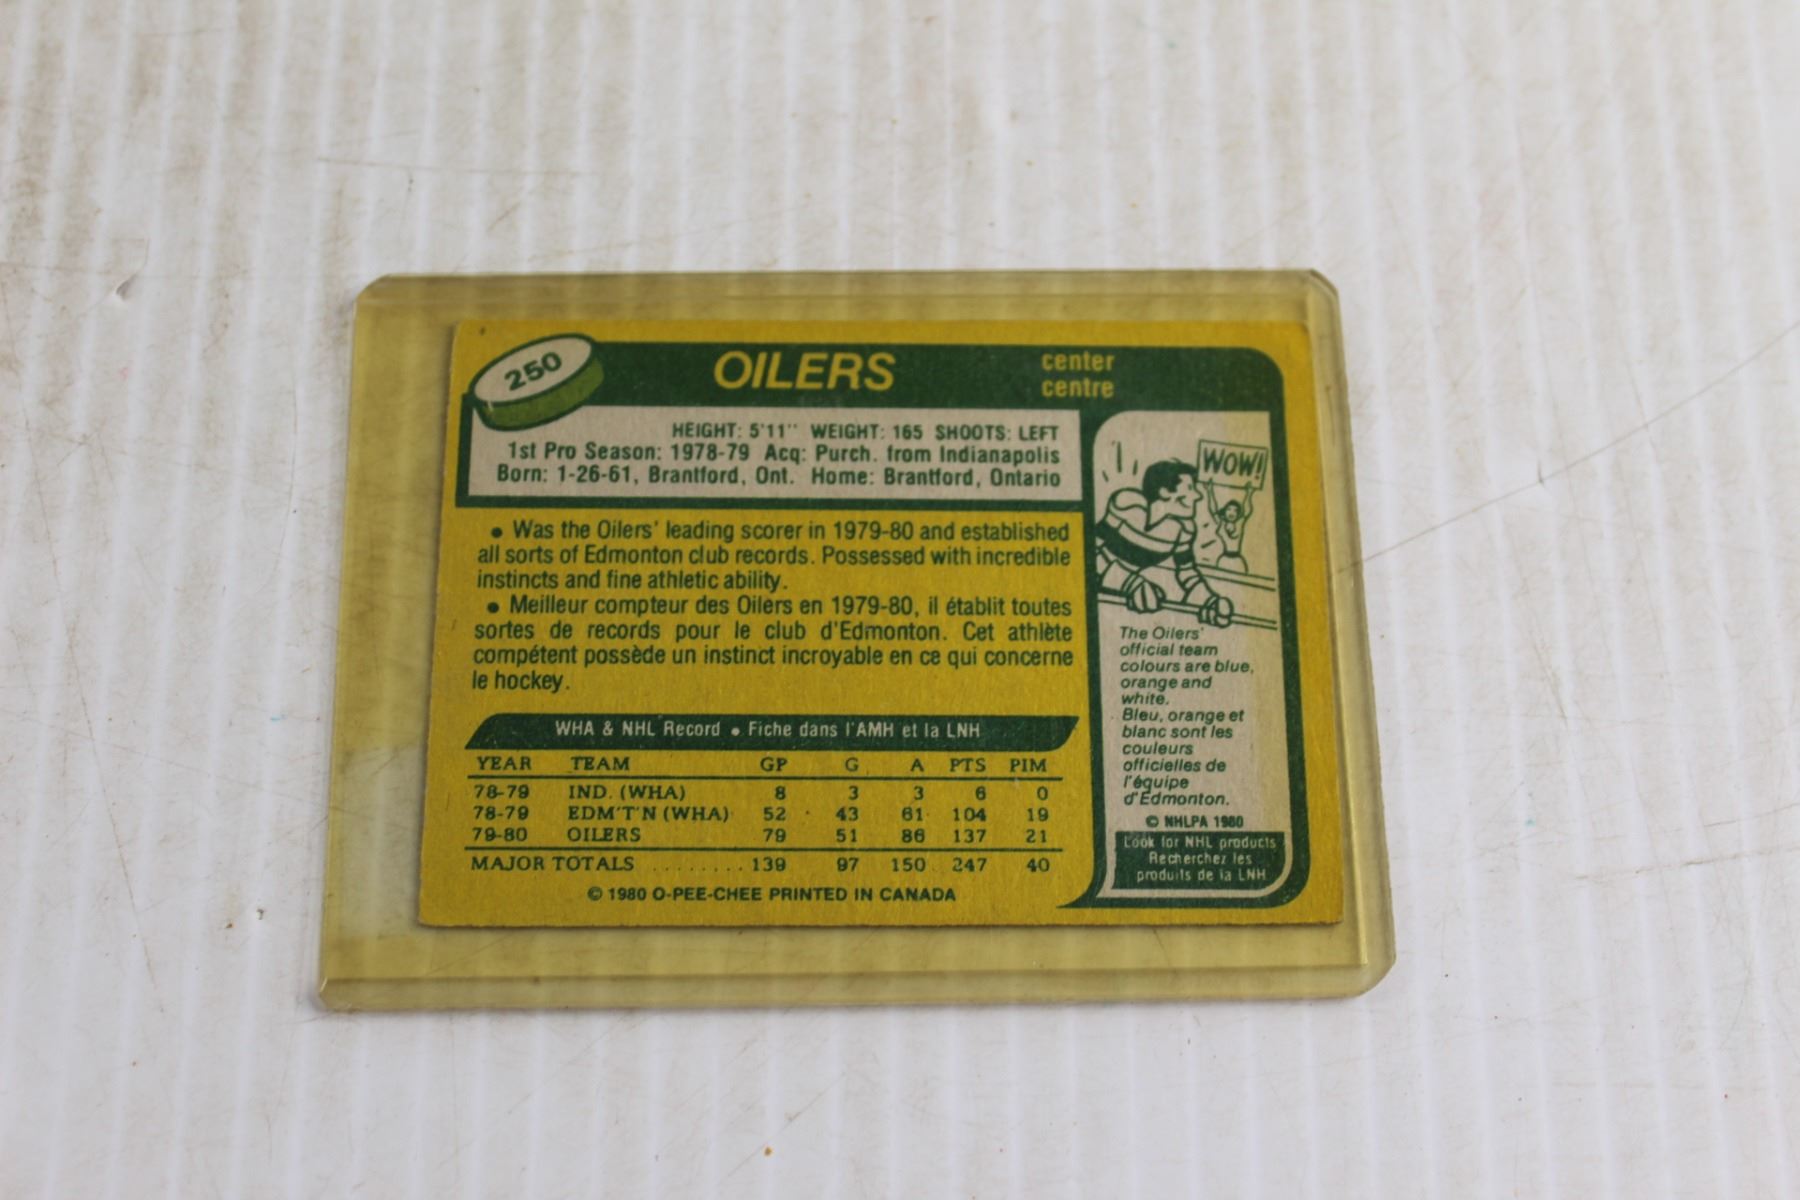 250
OILERS
center
centre
HEIGHT: 5'11" WEIGHT: 165 SHOOTS: LEFT
1st Pro Season: 1978-79 Acq: Purch. from Indianapolis
Born: 1-26-61, Brantford, Ont. Home: Brantford, Ontario
• Was the Oilers' leading scorer in 1979-80 and established
all sorts of Edmonton club records. Possessed with incredible
instincts and fine athletic ability.
• Meilleur compteur des Oilers en 1979-80, il établit toutes
sortes de records pour le club d'Edmonton. Cet athlète
compétent possède un instinct incroyable en ce qui concerne
le hockey.
WHA & NHL Record • Fiche dans l'AMH et la LNH
YEAR TEAM GP G A PTS PIM
78-79 IND. (WHA) 8 3 3 6 0
78-79 EDM'T'N (WHA) 52 43 61 104 19
79-80 OILERS 79 51 86 137 21
MAJOR TOTALS ........ 139 97 150 247 40
© 1980 O-PEE-CHEE PRINTED IN CANADA
WOW!
The Oilers'
official team
colours are blue,
orange and
white.
Bleu, orange et
blanc sont les
couleurs
officielles de
l'équipe
d'Edmonton.
© NHLPA 1980
Look for NHL products
Recherchez les
produits de la LNH